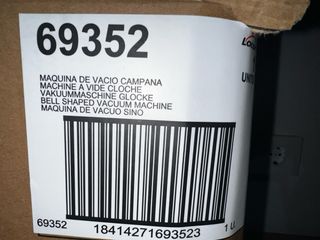 69352
MAQUINA DE VACIO CAMPANA
MACHINE A VIDE CLOCHE
VAKUUMMASCHINE GLOCKE
BELL SHAPED VACUUM MACHINE
MAQUINA DE VACUO SINO
69352
18414271693523
1 U.